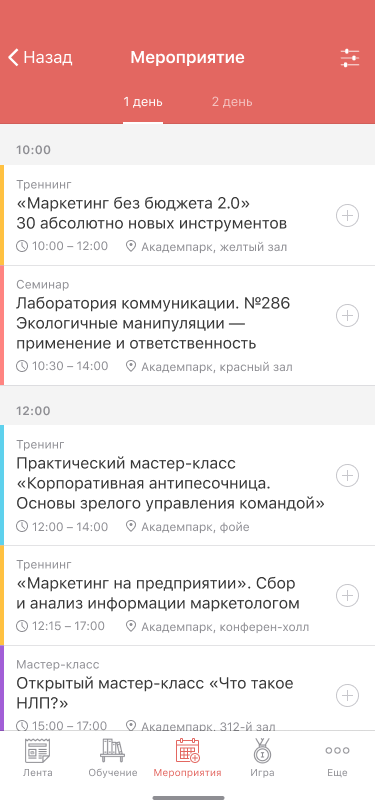 Назад
Мероприятие
1 день
2 день
10:00
Треннинг
«Маркетинг без бюджета 2.0»
30 абсолютно новых инструментов
10:00 – 12:00
Академпарк, желтый зал
Семинар
Лаборатория коммуникации. №286
Экологичные манипуляции —
применение и ответственность
10:30 – 14:00
Академпарк, красный зал
12:00
Тренинг
Практический мастер-класс
«Корпоративная антипесочница.
Основы зрелого управления командой»
12:00 – 14:00
Академпарк, фойе
Треннинг
«Маркетинг на предприятии». Сбор
и анализ информации маркетологом
12:15 – 17:00
Академпарк, конферен-холл
Мастер-класс
Открытый мастер-класс «Что такое
НЛП?»
15:00 – 17:00
Академпарк, 312-й зал
Лента
Обучение
Мероприятия
Игра
Еще